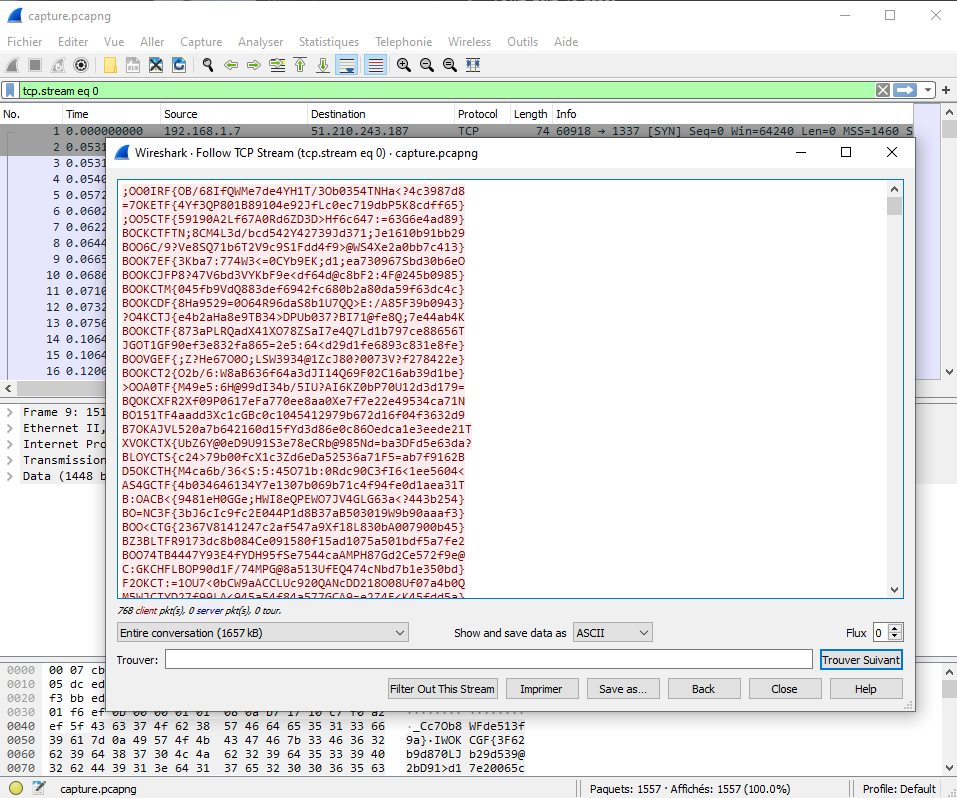 capture.pcapng
Fichier Editer Vue Aller Capture Analyser Statistiques Telephonie Wireless Outils Aide
tcp.stream eq 0
No. Time Source Destination Protocol Length Info
1 0.000000000 192.168.1.7 51.210.243.187 TCP 74 60918 → 1337 [SYN] Seq=0 Win=64240 Len=0 MSS=1460 S
2 0.0531
3 0.0531
4 0.0540
5 0.0572
6 0.0602
7 0.0622
8 0.0644
9 0.0665
10 0.0686
11 0.0710
12 0.0732
13 0.0756
14 0.1064
15 0.1064
16 0.1200
Wireshark · Follow TCP Stream (tcp.stream eq 0) · capture.pcapng
;OO0IRF{OB/68IfQWMe7de4YH1T/3Ob0354TNHa<?4c3987d8
=7OKETF{4Yf3QP801B89104e92JfLc0ec719dbP5K8cdff65}
;OO5CTF{59190A2Lf67A0Rd6ZD3D>Hf6c647:=63G6e4ad89}
BOCKCTFTN;8CM4L3d/bcd542Y42739Jd371;Je1610b91bb29
BOO6C/9?Ve8SQ71b6T2V9c9S1Fdd4f9>@WS4Xe2a0bb7c413}
BOOK7EF{3Kba7:774W3<=0CYb9EK;d1;ea730967Sbd30b6eO
BOOKCJFP8?47V6bd3VYKbF9e<df64d@c8bF2:4F@245b0985}
BOOKCTM{045fb9VdQ883def6942fc680b2a80da59f63dc4c}
BOOKCDF{8Ha9529=0O64R96daS8b1U7QQ>E:/A85F39b0943}
?O4KCTJ{e4b2aHa8e9TB34>DPUb037?BI71@fe8Q;7e44ab4K
BOOKCTF{873aPLRQadX41XO78ZSaI7e4Q7Ld1b797ce88656T
JGOT1GF90ef3832fa865=2e5:64<d29d1fe6893c831e8fe}
BOOVGEF{;Z?He67O0O;LSW3934@1ZcJ80?0073V?f278422e}
BOOKCT2{O2b/6:W8aB636f64a3dJI14Q69F02C16ab39d1be}
>OOA0TF{M49e5:6H@99dI34b/5IU?AI6KZ0bP70U12d3d179=
BQOKCXFR2Xf09P0617eFa770ee8aa0Xe7f7e22e49534ca71N
BO151TF4aadd3Xc1cGBc0c1045412979b672d16f04f3632d9
B7OKAJVL520a7b642160d15fYd3d86e0c86Oedca1e3eede21T
XVOKCTX{UbZ6Y@0eD9U91S3e78eCRb@985Nd=ba3DFd5e63da?
BLOYCTS{c24>79b00fcX1c3Zd6eDa52536a71F5=ab7f9162B
D5OKCTH{M4ca6b/36<S:5:45O71b:0Rdc90C3fI6<1ee5604<
AS4GCTF{4b034646134Y7e1307b069b71c4f94fe0d1aea31T
B:OACB<{9481eH0GGe;HWI8eQPEWO7JV4GLG63a<?443b254}
BO=NC3F{3bJ6cIc9fc2E044P1d8B37aB503019W9b90aaaf3}
BOO<CTG{2367V8141247c2af547a9Xf18L830bA007900b45}
BZ3BLTFR9173dc8b084Ce091580f15ad1075a501bdf5a7fe2
BOO74TB4447Y93E4fYDH95fSe7544caAMPH87Gd2Ce572f9e@
C:GKCHFLBOP90d1F/74MPG@8a513UfEQ474cNbd7b1e350bd}
F2OKCT:=1OU7<0bCW9aACCLUc920QANcDD218O08Uf07a4b0Q
768 client pkt(s), 0 server pkt(s), 0 tour.
Entire conversation (1657 kB) Show and save data as ASCII Flux 0
Trouver: Trouver Suivant
Filter Out This Stream Imprimer Save as... Back Close Help
Frame 9: 151
Ethernet II,
Internet Pro
Transmission
Data (1448 b
0000 00 07 cb
0010 05 dc ed
0020 f3 bb ed
0030 01 f6 ef
0040 ef 5f 43 63 37 4f 62 38 57 46 64 65 35 31 33 66 ·_Cc7Ob8 WFde513f
0050 39 61 7d 0a 49 57 4f 4b 43 47 46 7b 33 46 36 32 9a}·IWOK CGF{3F62
0060 62 39 64 38 37 30 4c 4a 62 32 39 64 35 33 39 40 b9d870LJ b29d539@
0070 32 62 44 39 31 3e 64 31 37 65 32 30 30 36 35 63 2bD91>d1 7e20065c
capture.pcapng Paquets: 1557 · Affichés: 1557 (100.0%) Profile: Default